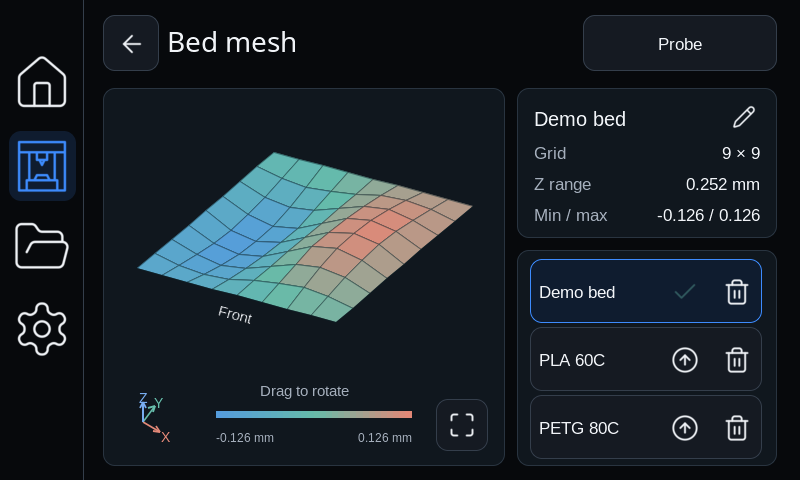 Bed mesh
Probe
Front
Z
Y
X
Drag to rotate
-0.126 mm
0.126 mm
Demo bed
Grid 9 × 9
Z range 0.252 mm
Min / max -0.126 / 0.126
Demo bed
PLA 60C
PETG 80C